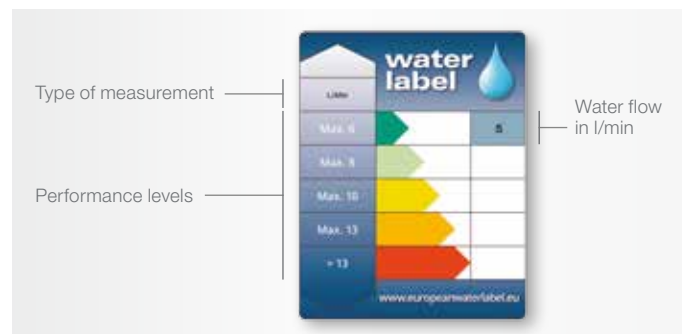 water
label
Type of measurement
L/Min
Water flow
in l/min
Max. 6
5
Max. 8
Performance levels
Max. 10
Max. 13
> 13
www.europeanwaterlabel.eu